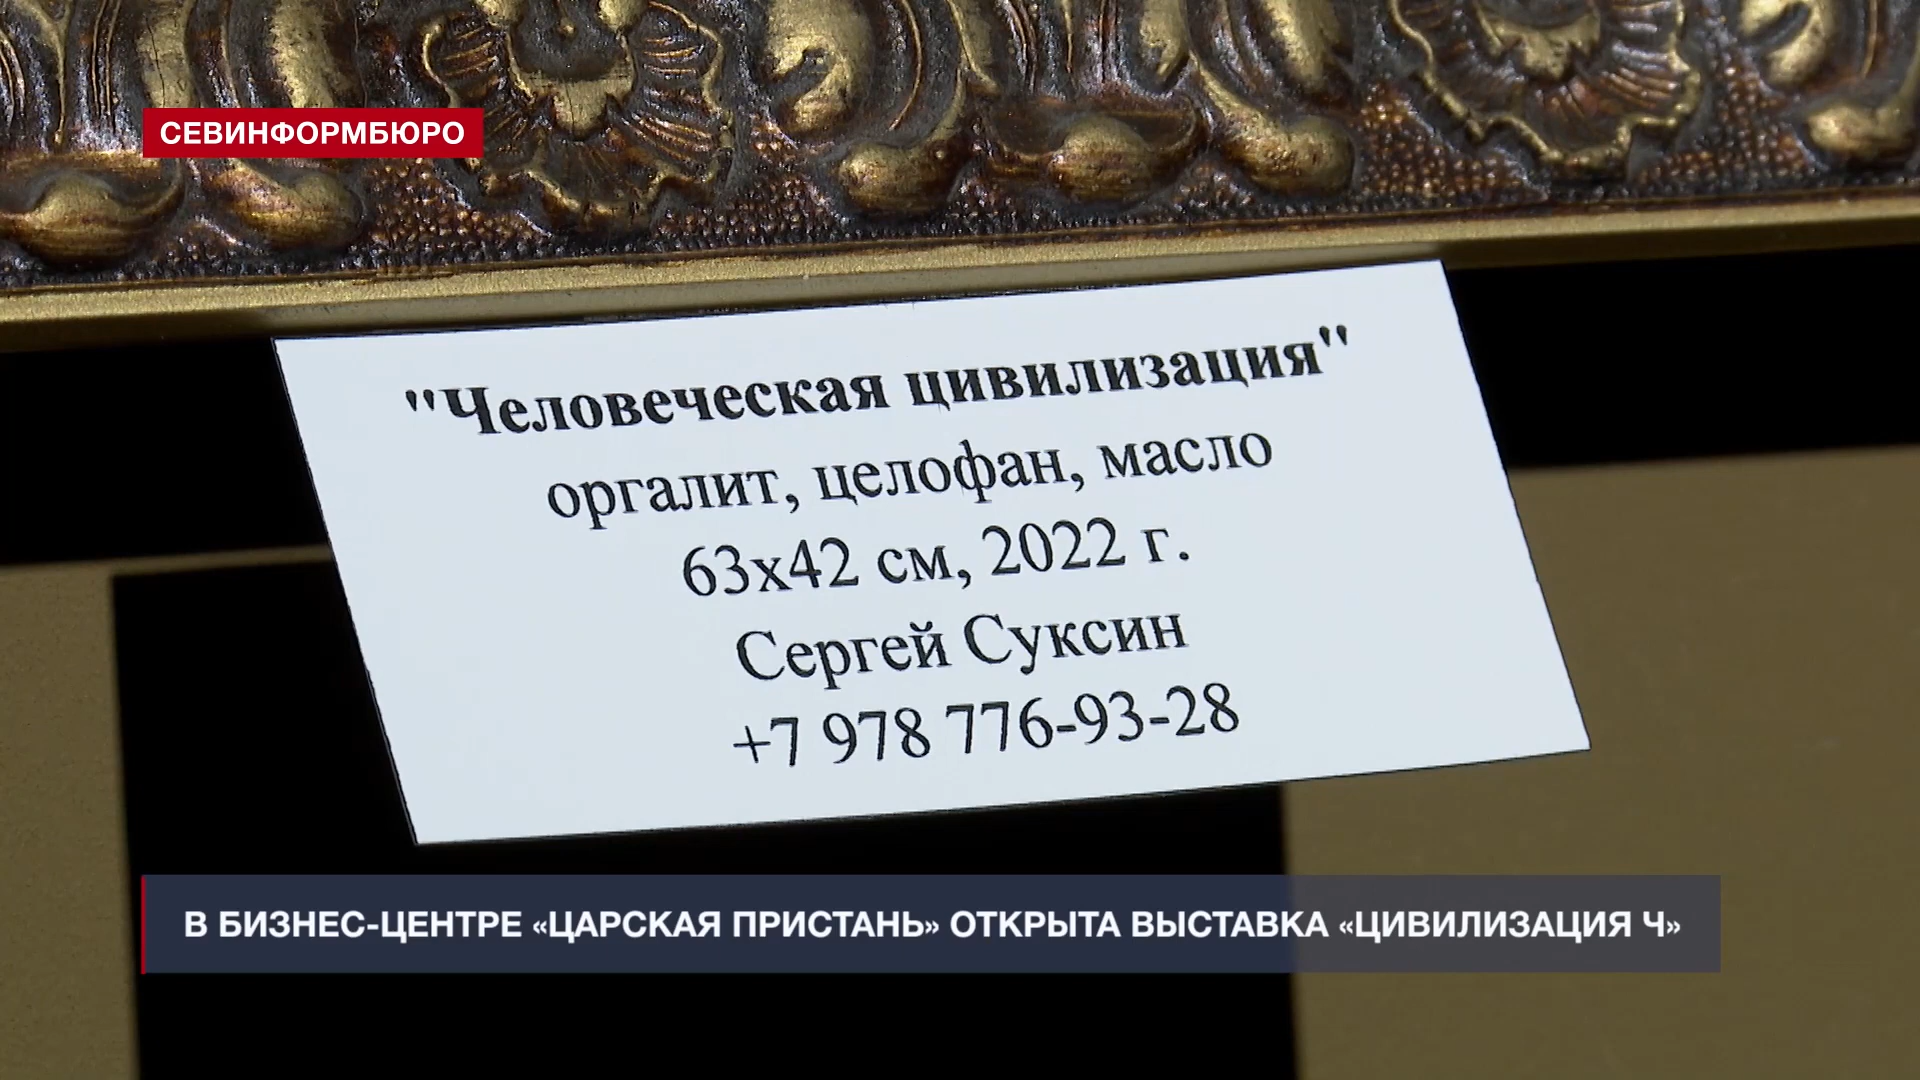 СЕВИНФОРМБЮРО
"Человеческая цивилизация"
оргалит, целофан, масло
63х42 см, 2022 г.
Сергей Суксин
+7 978 776-93-28
В БИЗНЕС-ЦЕНТРЕ «ЦАРСКАЯ ПРИСТАНЬ» ОТКРЫТА ВЫСТАВКА «ЦИВИЛИЗАЦИЯ Ч»